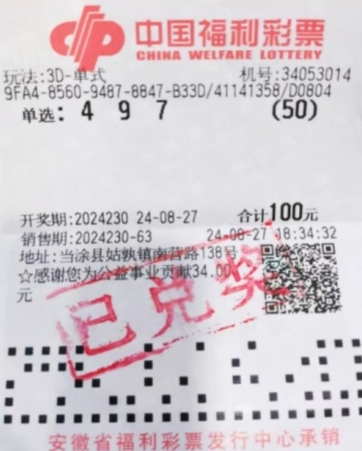 中国福利彩票
CHINA WELFARE LOTTERY
玩法:3D-单式 机号:34053014
9FA4-8560-9487-8847-B33D/41141358/D0804
单选: 4 9 7 (50)
开奖期:2024230 24-08-27 合计100元
销售期:2024230-63 24-08-27 18:34:32
地址:当涂县姑孰镇南营路138号
☆感谢您为公益事业贡献34.00
元
已兑奖
安徽省福利彩票发行中心承销